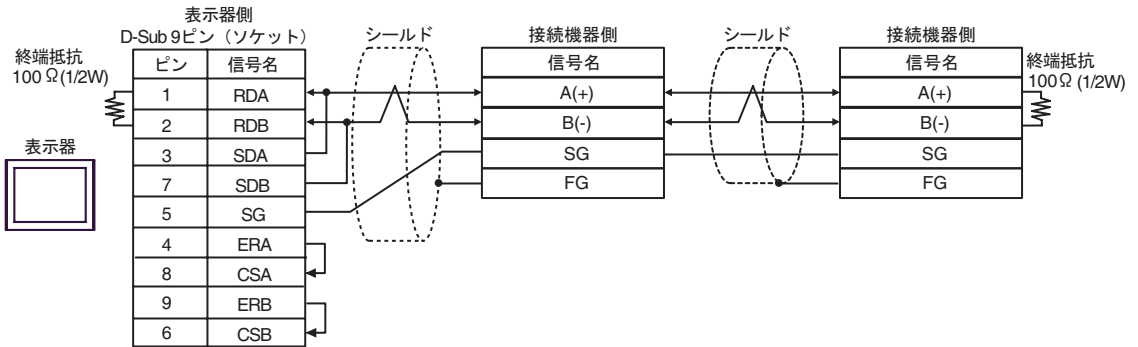 表示器側
D-Sub 9ピン（ソケット）
シールド
接続機器側
シールド
接続機器側
終端抵抗
100 Ω(1/2W)
ピン 信号名
1 RDA
2 RDB
3 SDA
7 SDB
5 SG
4 ERA
8 CSA
9 ERB
6 CSB
表示器
信号名
A(+)
B(-)
SG
FG
信号名
A(+)
B(-)
SG
FG
終端抵抗
100Ω (1/2W)